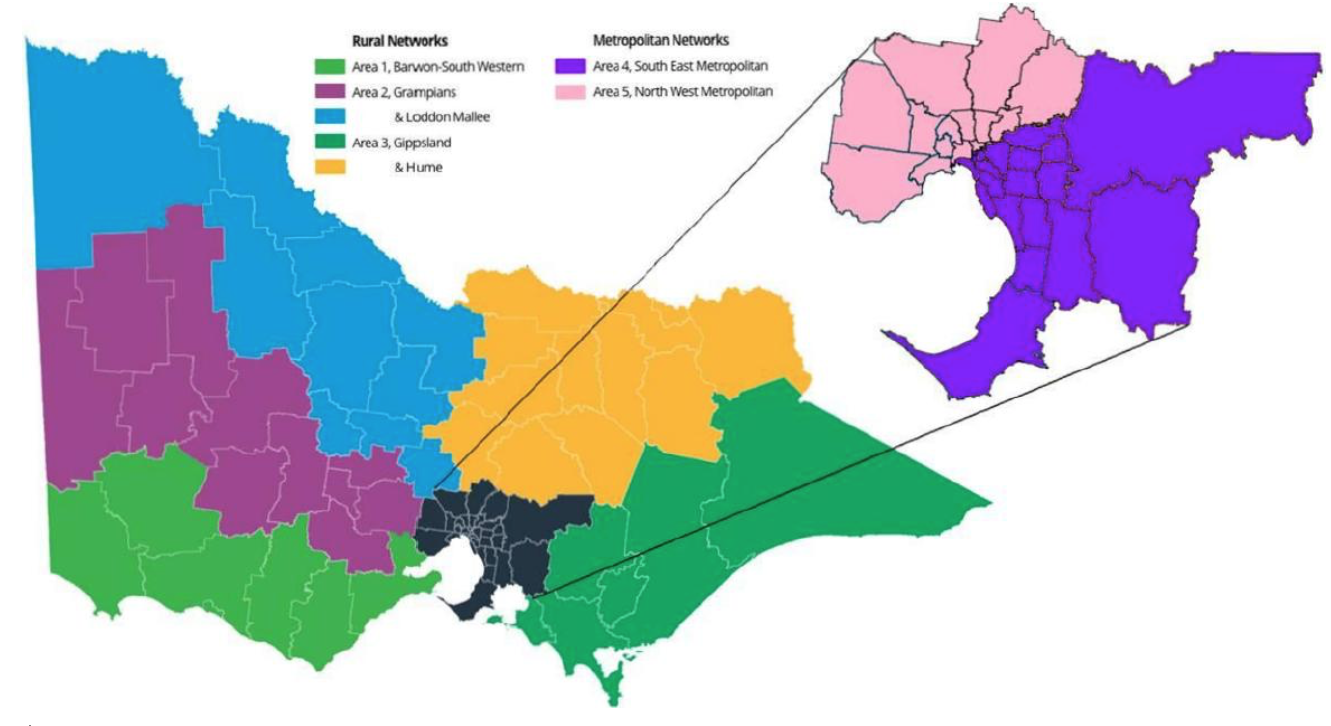 Rural Networks
Area 1, Barwon-South Western
Area 2, Grampians
& Loddon Mallee
Area 3, Gippsland
& Hume
Metropolitan Networks
Area 4, South East Metropolitan
Area 5, North West Metropolitan